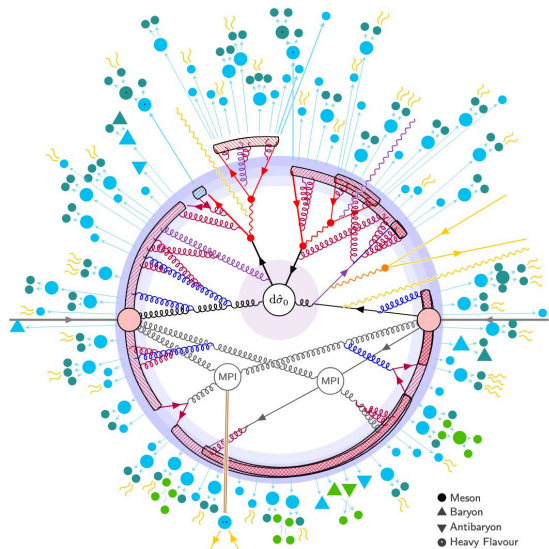 dσ̂₀
MPI
MPI
Meson
Baryon
Antibaryon
Heavy Flavour